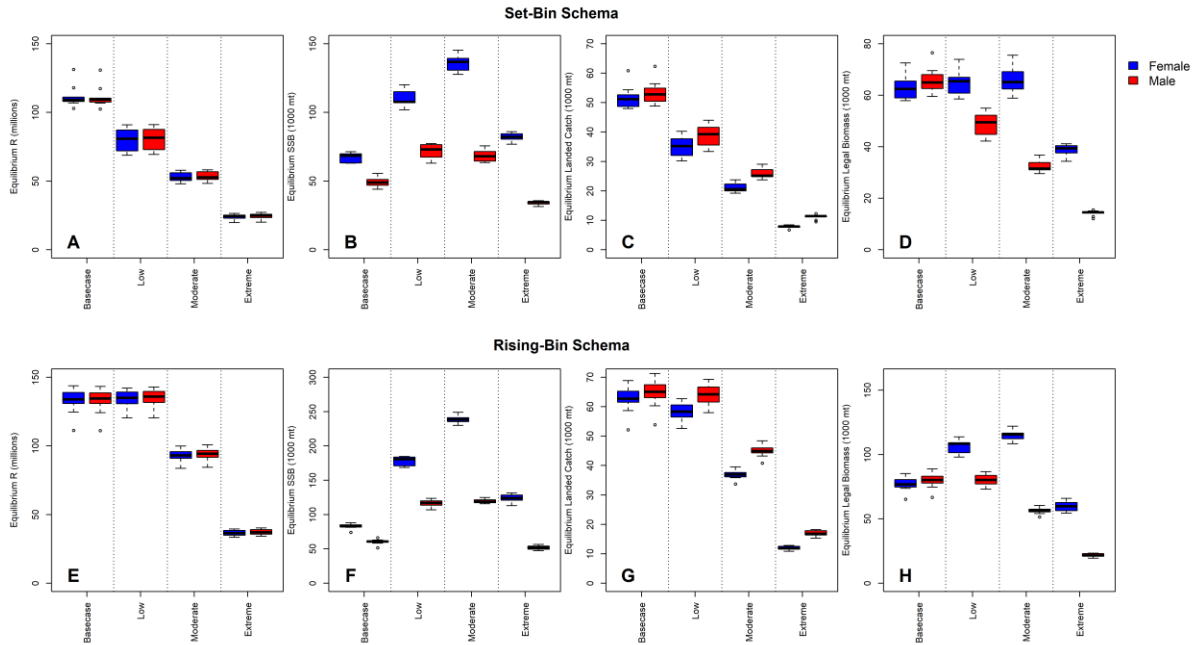 Set-Bin Schema
Equilibrium R (millions)
0 50 100 150
A
Basecase Low Moderate Extreme
Equilibrium SSB (1000 mt)
0 50 100 150
B
Basecase Low Moderate Extreme
Equilibrium Landed Catch (1000 mt)
0 10 20 30 40 50 60 70
C
Basecase Low Moderate Extreme
Equilibrium Legal Biomass (1000 mt)
0 20 40 60 80
D
Basecase Low Moderate Extreme
Female
Male
Rising-Bin Schema
Equilibrium R (millions)
0 50 100 150
E
Basecase Low Moderate Extreme
Equilibrium SSB (1000 mt)
0 50 100 150 200 250 300
F
Basecase Low Moderate Extreme
Equilibrium Landed Catch (1000 mt)
0 10 20 30 40 50 60 70
G
Basecase Low Moderate Extreme
Equilibrium Legal Biomass (1000 mt)
0 50 100 150
H
Basecase Low Moderate Extreme